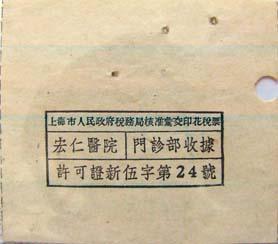 上海市人民政府稅務局核准彙交印花稅票
宏仁醫院 門診部收據
許可證新伍字第24號